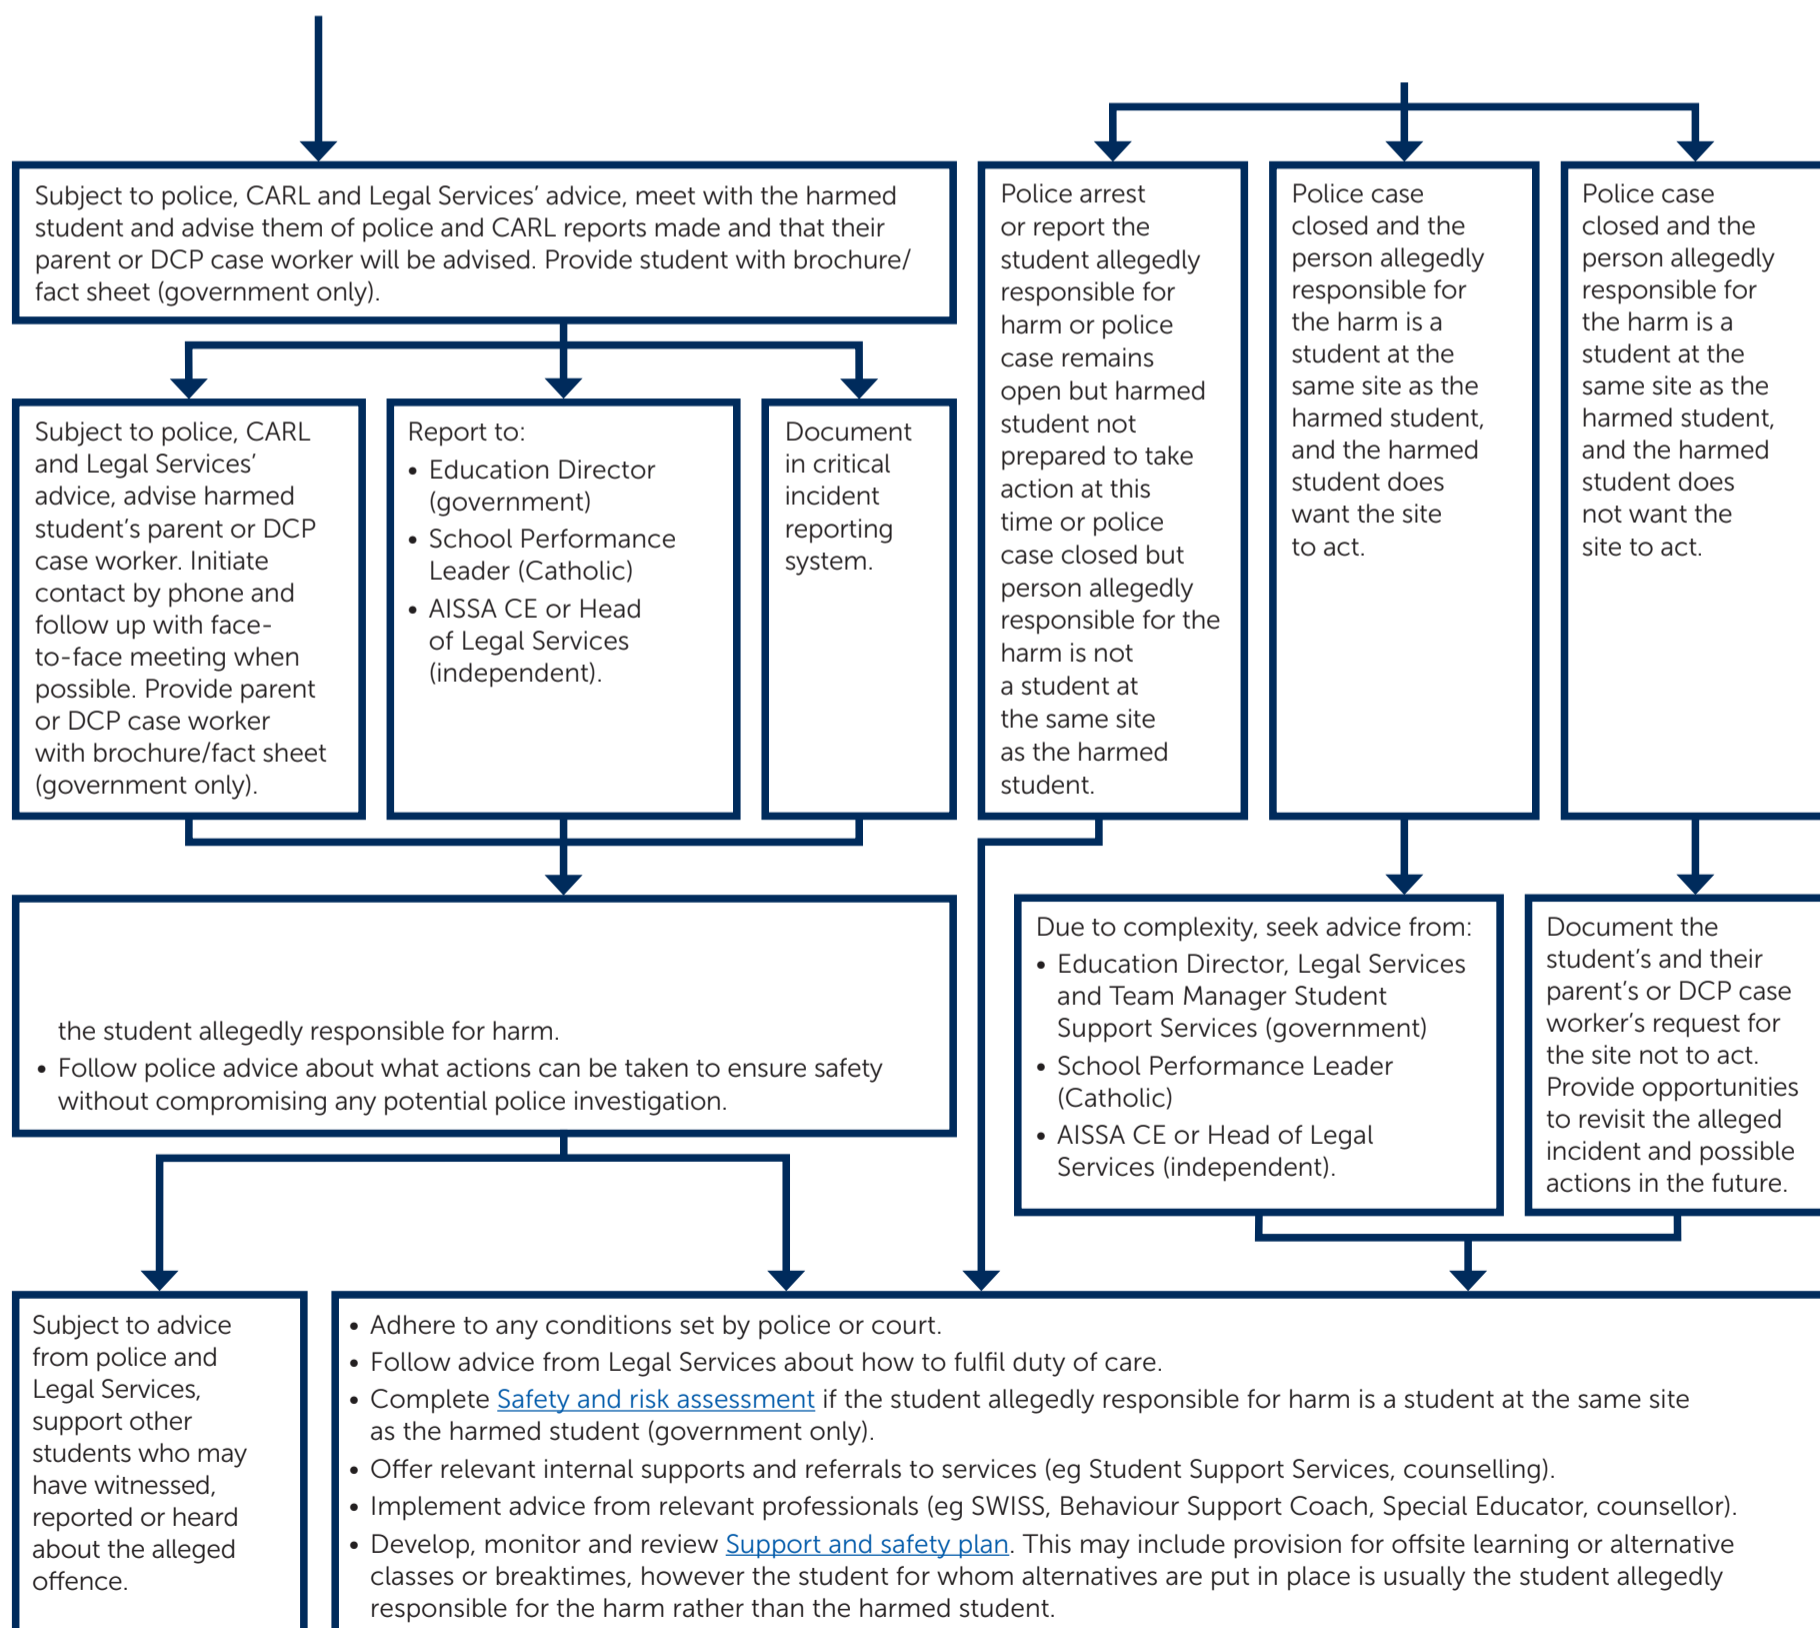 Subject to police, CARL and Legal Services’ advice, meet with the harmed
student and advise them of police and CARL reports made and that their
parent or DCP case worker will be advised. Provide student with brochure/
fact sheet (government only).
Subject to police, CARL
and Legal Services’
advice, advise harmed
student’s parent or DCP
case worker. Initiate
contact by phone and
follow up with face-
to-face meeting when
possible. Provide parent
or DCP case worker
with brochure/fact sheet
(government only).
Report to:
• Education Director
(government)
• School Performance
Leader (Catholic)
• AISSA CE or Head
of Legal Services
(independent).
Document
in critical
incident
reporting
system.
the student allegedly responsible for harm.
• Follow police advice about what actions can be taken to ensure safety
without compromising any potential police investigation.
Police arrest
or report the
student allegedly
responsible for
harm or police
case remains
open but harmed
student not
prepared to take
action at this
time or police
case closed but
person allegedly
responsible for the
harm is not
a student at
the same site
as the harmed
student.
Police case
closed and the
person allegedly
responsible for
the harm is a
student at the
same site as the
harmed student,
and the harmed
student does
want the site
to act.
Police case
closed and the
person allegedly
responsible for
the harm is a
student at the
same site as the
harmed student,
and the harmed
student does
not want the
site to act.
Due to complexity, seek advice from:
• Education Director, Legal Services
and Team Manager Student
Support Services (government)
• School Performance Leader
(Catholic)
• AISSA CE or Head of Legal
Services (independent).
Document the
student’s and their
parent’s or DCP case
worker’s request for
the site not to act.
Provide opportunities
to revisit the alleged
incident and possible
actions in the future.
Subject to advice
from police and
Legal Services,
support other
students who may
have witnessed,
reported or heard
about the alleged
offence.
• Adhere to any conditions set by police or court.
• Follow advice from Legal Services about how to fulfil duty of care.
• Complete Safety and risk assessment if the student allegedly responsible for harm is a student at the same site
as the harmed student (government only).
• Offer relevant internal supports and referrals to services (eg Student Support Services, counselling).
• Implement advice from relevant professionals (eg SWISS, Behaviour Support Coach, Special Educator, counsellor).
• Develop, monitor and review Support and safety plan. This may include provision for offsite learning or alternative
classes or breaktimes, however the student for whom alternatives are put in place is usually the student allegedly
responsible for the harm rather than the harmed student.